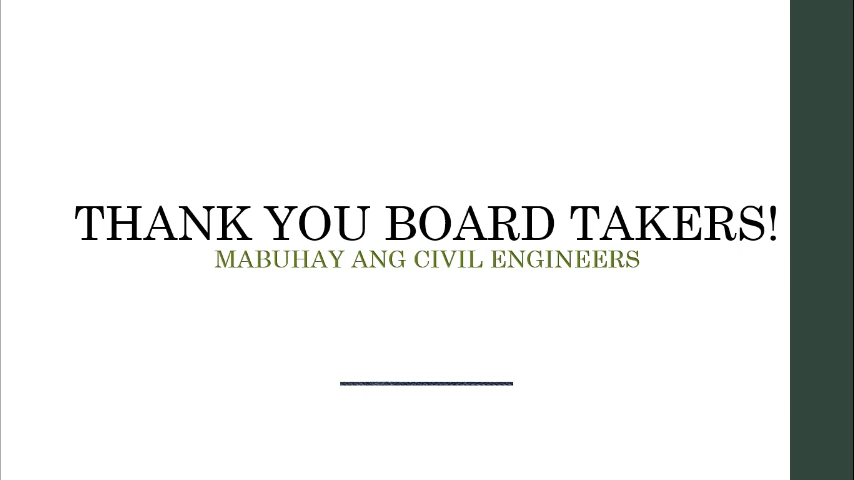 THANK YOU BOARD TAKERS!
MABUHAY ANG CIVIL ENGINEERS